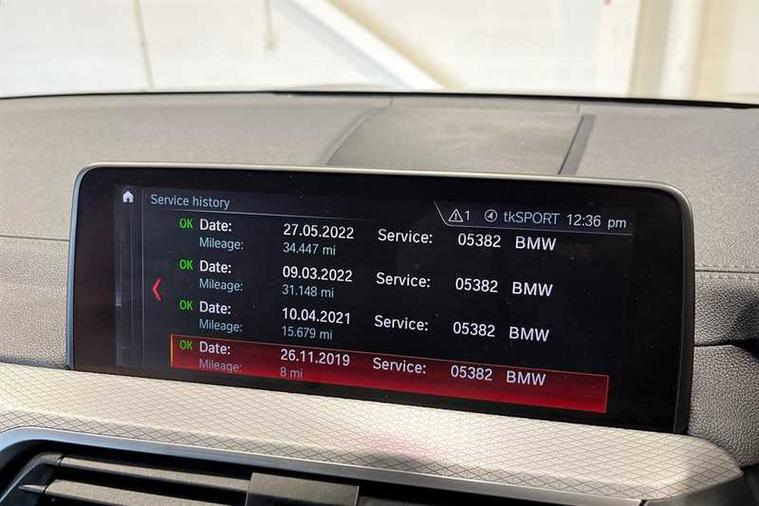 Service history
1 tkSPORT 12:36 pm
OK Date: 27.05.2022 Service: 05382 BMW
Mileage: 34.447 mi
OK Date: 09.03.2022 Service: 05382 BMW
Mileage: 31.148 mi
OK Date: 10.04.2021 Service: 05382 BMW
Mileage: 15.679 mi
OK Date: 26.11.2019 Service: 05382 BMW
Mileage: 8 mi